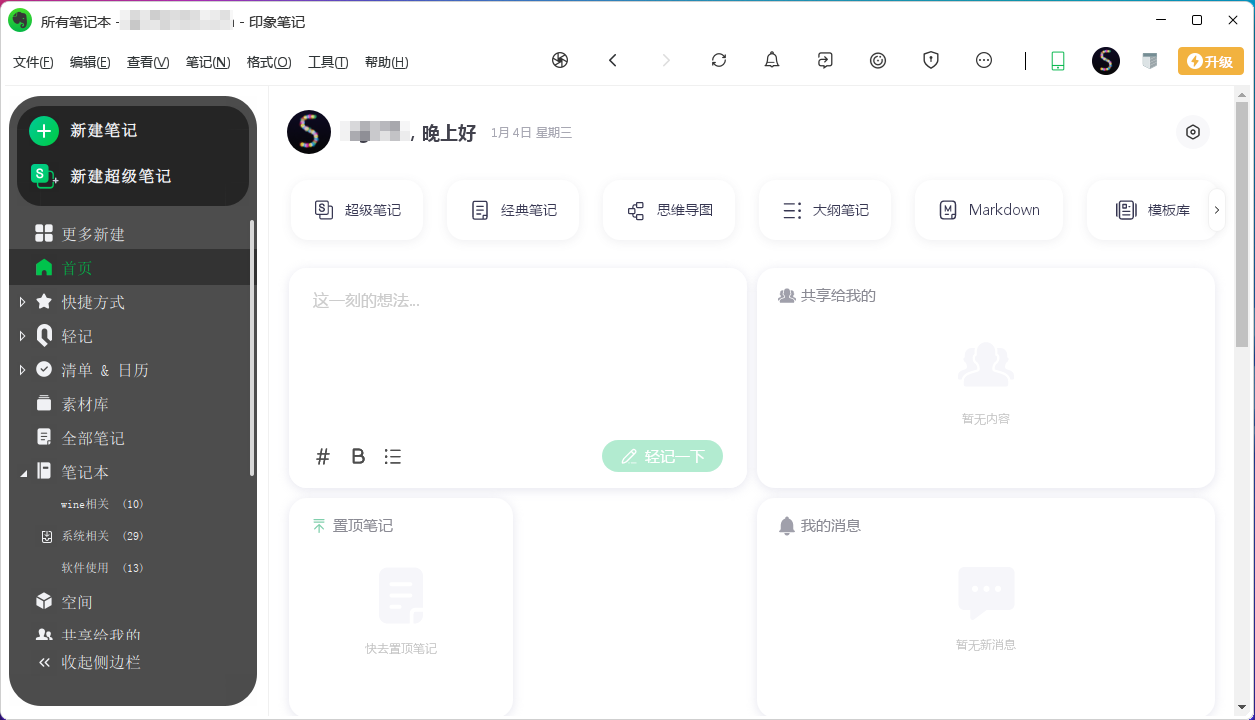 所有笔记本 - - 印象笔记
文件(F) 编辑(E) 查看(V) 笔记(N) 格式(O) 工具(T) 帮助(H)
升级
新建笔记
新建超级笔记
更多新建
首页
快捷方式
轻记
清单 & 日历
素材库
全部笔记
笔记本
wine相关 (10)
系统相关 (29)
软件使用 (13)
空间
共享给我的
收起侧边栏
, 晚上好 1月 4日 星期三
超级笔记 经典笔记 思维导图 大纲笔记 Markdown 模板库
这一刻的想法...
轻记一下
共享给我的
暂无内容
置顶笔记
快去置顶笔记
我的消息
暂无新消息